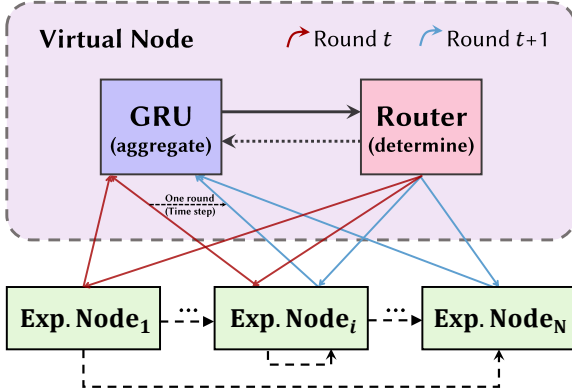 Virtual Node
Round t
Round t+1
GRU
(aggregate)
Router
(determine)
One round
(Time step)
Exp. Node1
...
Exp. Nodei
...
Exp. NodeN